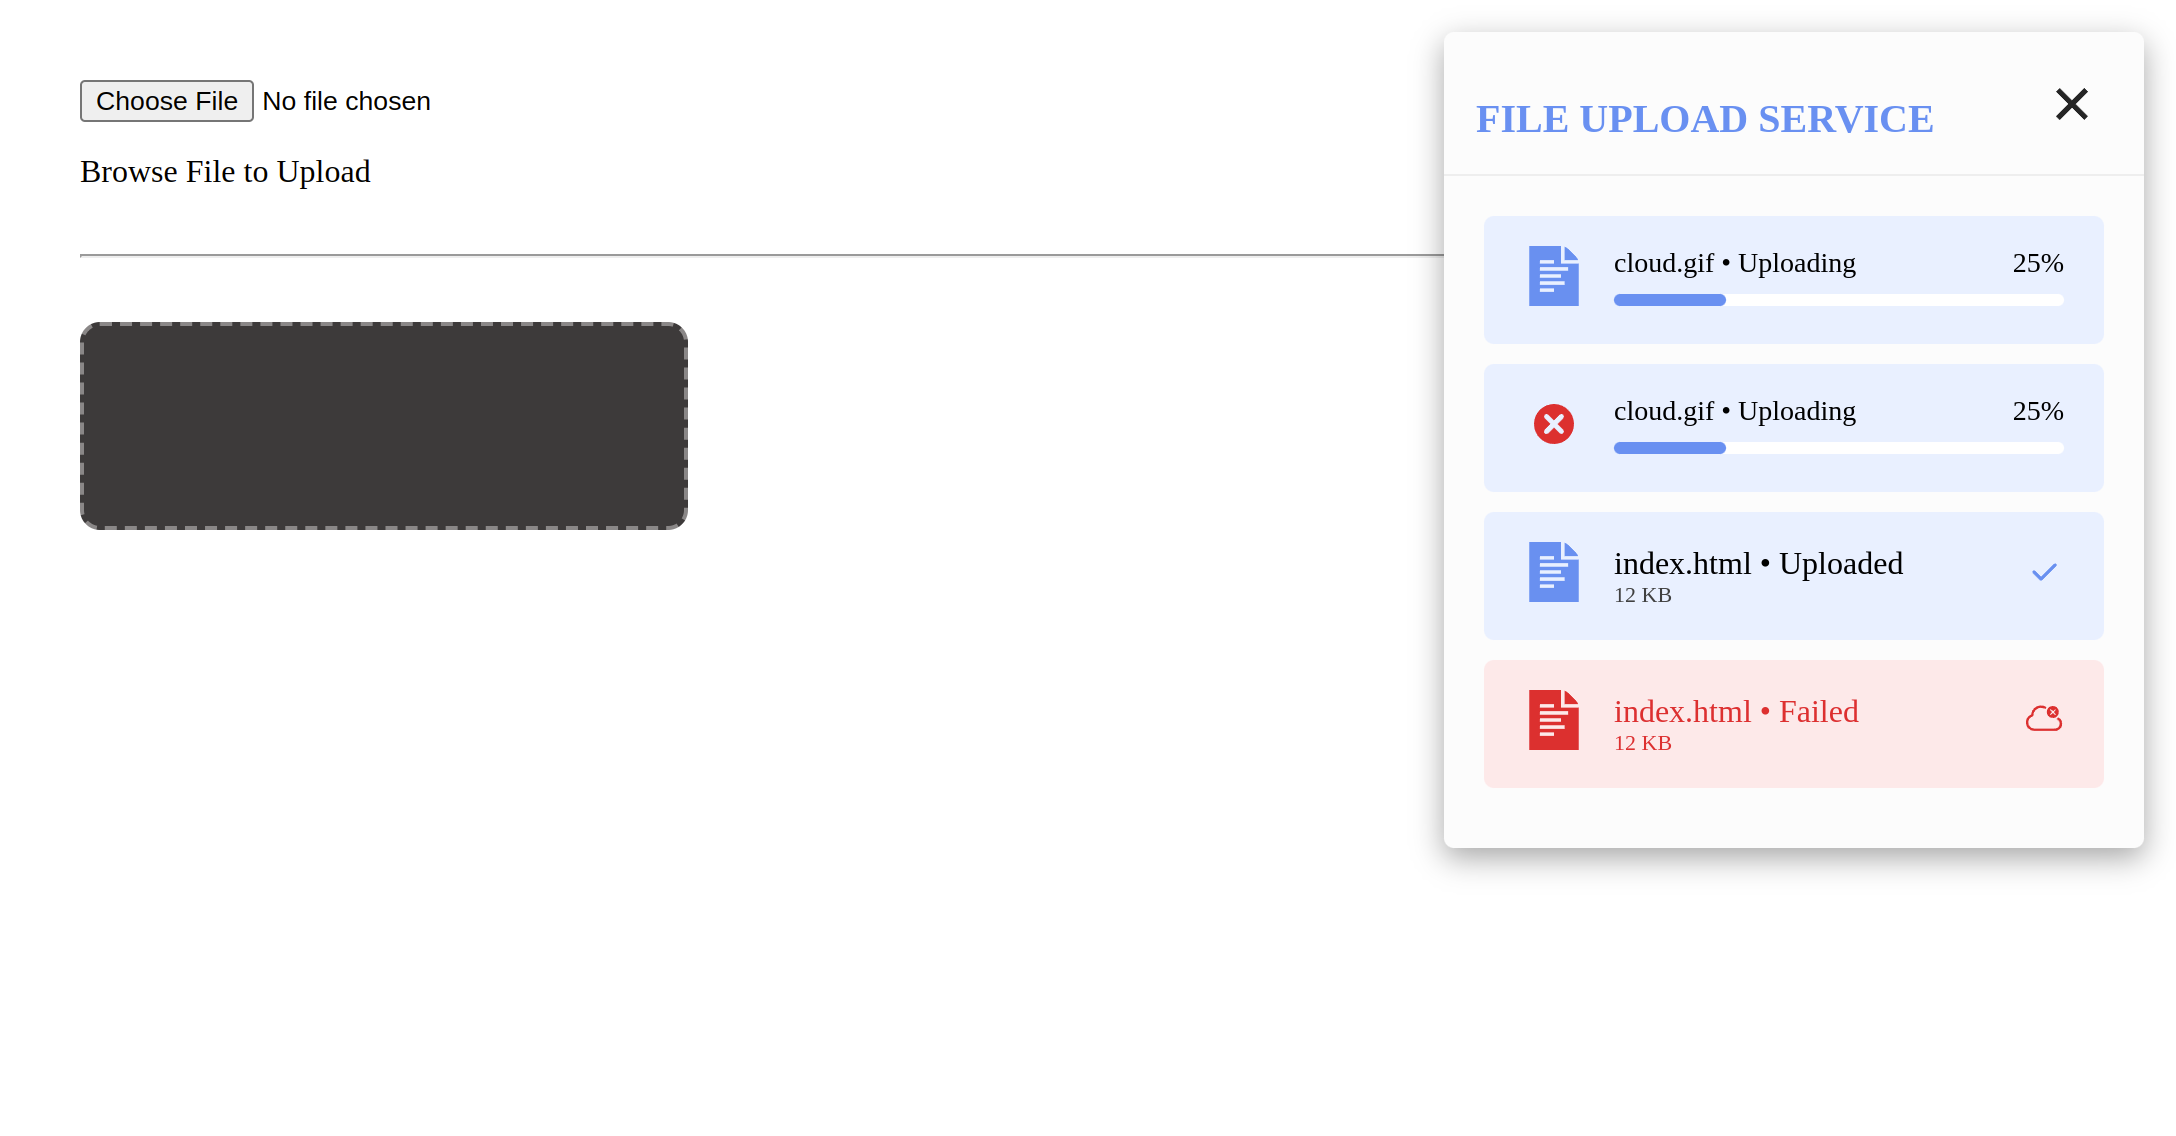 Choose File No file chosen
Browse File to Upload
FILE UPLOAD SERVICE
cloud.gif • Uploading 25%
cloud.gif • Uploading 25%
index.html • Uploaded
12 KB
index.html • Failed
12 KB